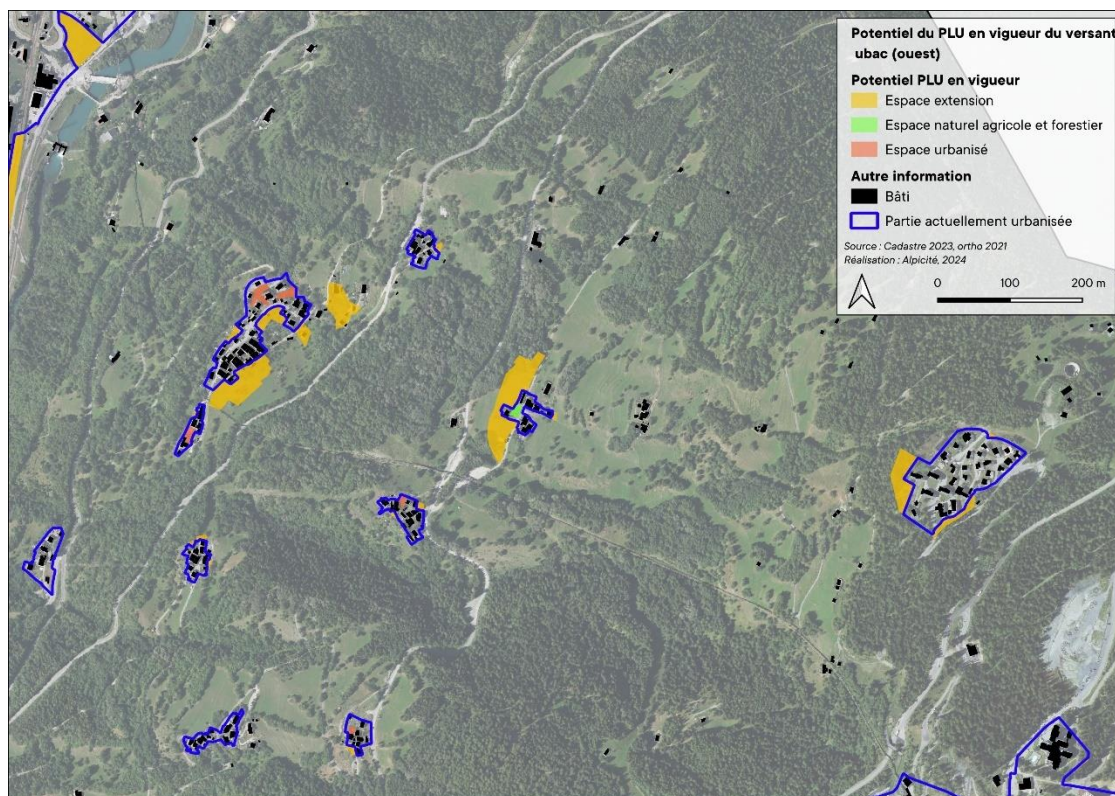 Potentiel du PLU en vigueur du versant
ubac (ouest)
Potentiel PLU en vigueur
Espace extension
Espace naturel agricole et forestier
Espace urbanisé
Autre information
Bâti
Partie actuellement urbanisée
Source : Cadastre 2023, ortho 2021
Réalisation : Alpicité, 2024
0 100 200 m